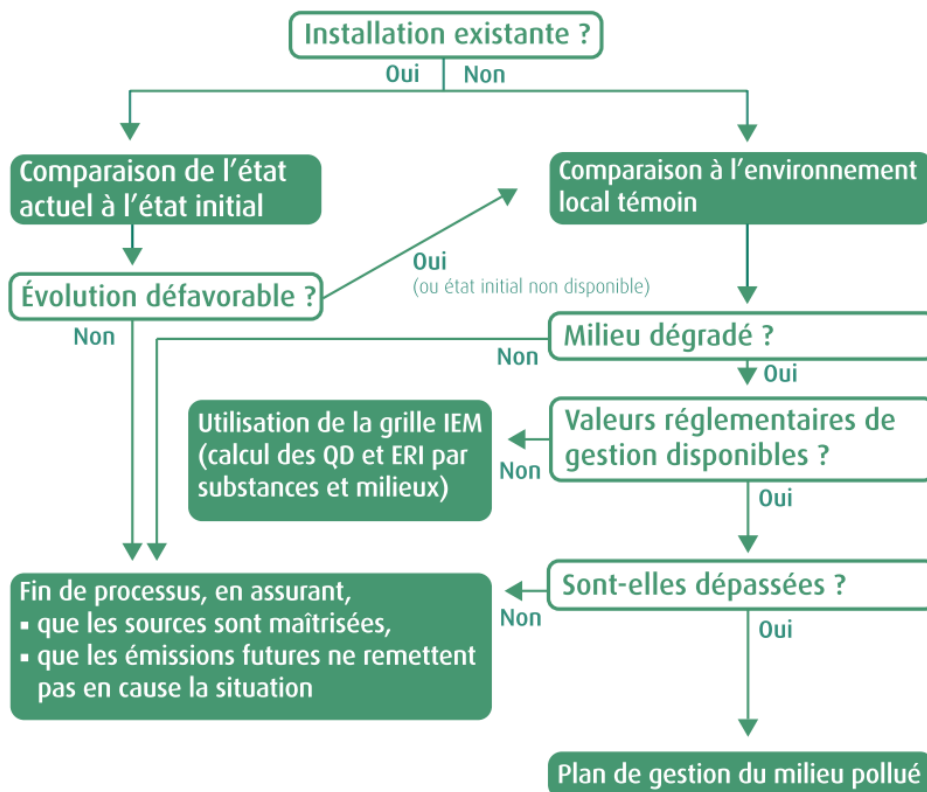 Installation existante ?
Oui
Non
Comparaison de l'état
actuel à l'état initial
Comparaison à l'environnement
local témoin
Oui
(ou état initial non disponible)
Évolution défavorable ?
Non
Milieu dégradé ?
Non
Oui
Utilisation de la grille IEM
(calcul des QD et ERI par
substances et milieux)
Valeurs réglementaires de
gestion disponibles ?
Non
Oui
Fin de processus, en assurant,
▪ que les sources sont maîtrisées,
▪ que les émissions futures ne remettent
pas en cause la situation
Sont-elles dépassées ?
Non
Oui
Plan de gestion du milieu pollué